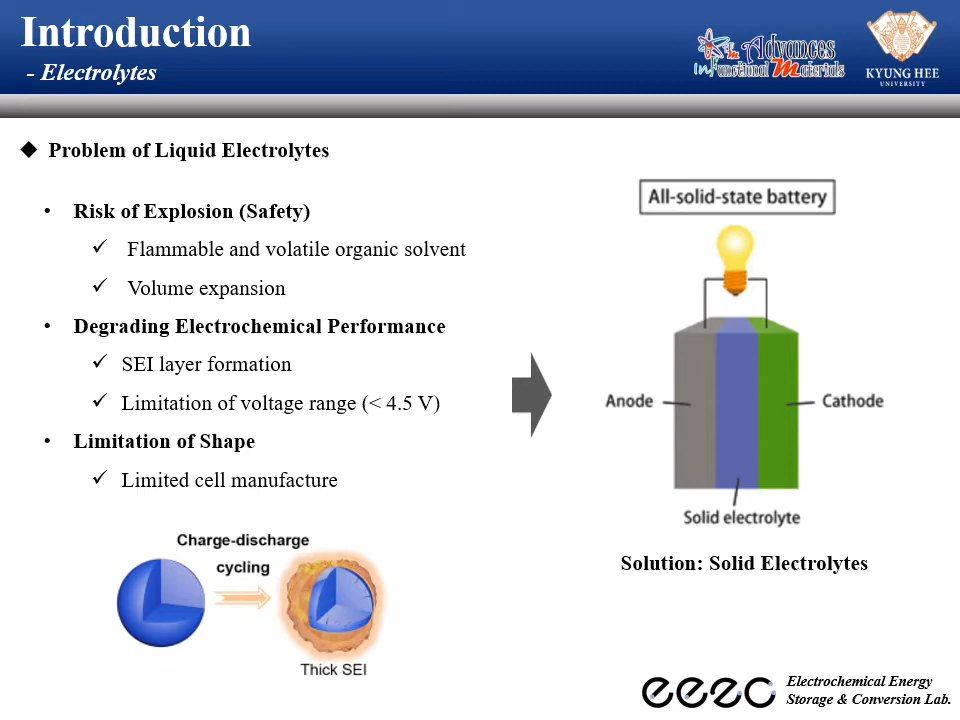 Introduction
- Electrolytes
in Advances
in Functional Materials
KYUNG HEE
UNIVERSITY
◆ Problem of Liquid Electrolytes
• Risk of Explosion (Safety)
✓ Flammable and volatile organic solvent
✓ Volume expansion
• Degrading Electrochemical Performance
✓ SEI layer formation
✓ Limitation of voltage range (< 4.5 V)
• Limitation of Shape
✓ Limited cell manufacture
Charge-discharge
cycling
Thick SEI
All-solid-state battery
Anode
Cathode
Solid electrolyte
Solution: Solid Electrolytes
eesc
Electrochemical Energy
Storage & Conversion Lab.